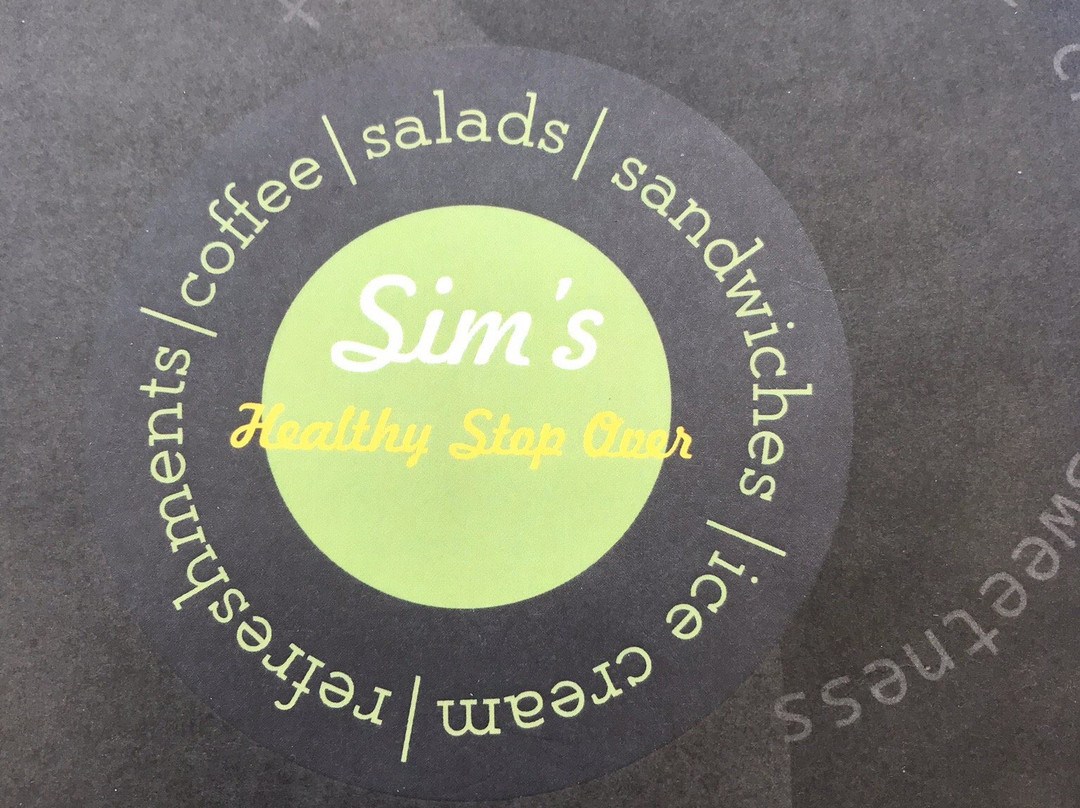 Sim's
Healthy Stop Over
coffee | salads | sandwiches | ice cream | refreshments |
sweetness